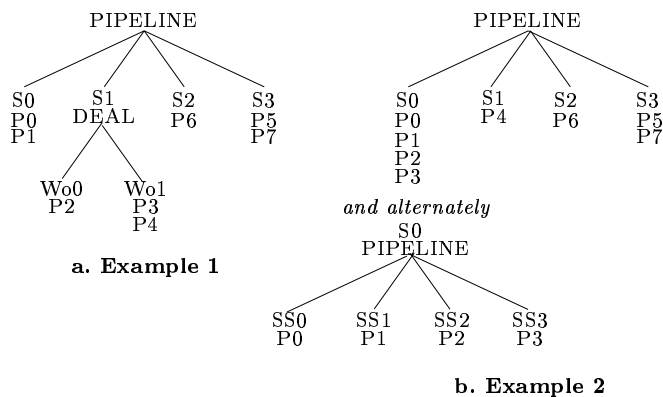 PIPELINE
S0 S1 S2 S3
P0 DEAL P6 P5
P1 P7
Wo0 Wo1
P2 P3
P4
a. Example 1
PIPELINE
S0 S1 S2 S3
P0 P4 P6 P5
P1 P7
P2
P3
and alternately
S0
PIPELINE
SS0 SS1 SS2 SS3
P0 P1 P2 P3
b. Example 2